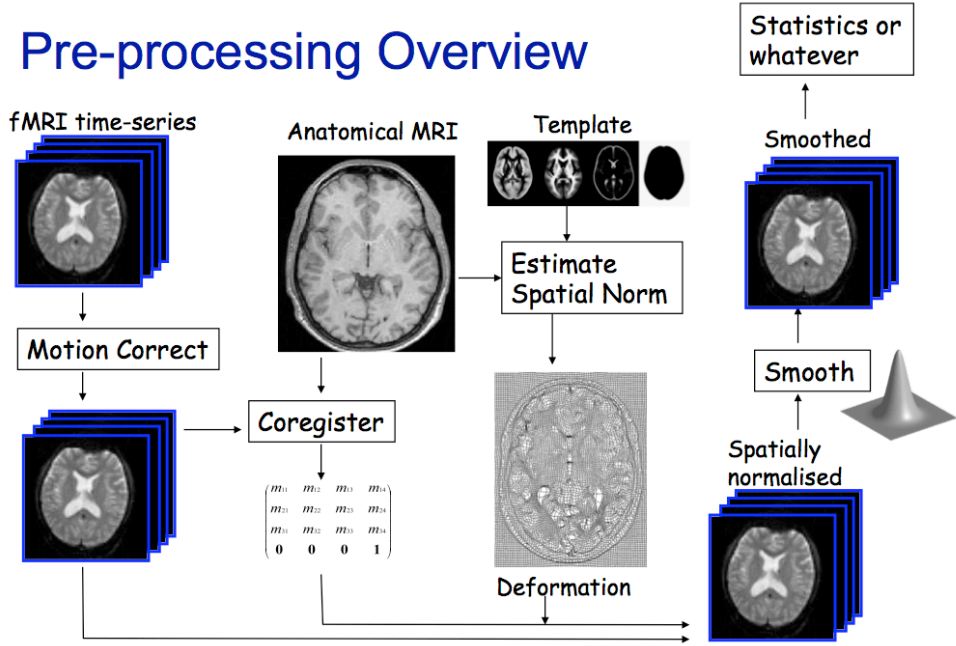 Pre-processing Overview
Statistics or
whatever
fMRI time-series
Anatomical MRI
Template
Smoothed
Estimate
Spatial Norm
Motion Correct
Smooth
Coregister
Spatially
normalised
m11 m12 m13 m14
m21 m22 m23 m24
m31 m32 m33 m34
0 0 0 1
Deformation